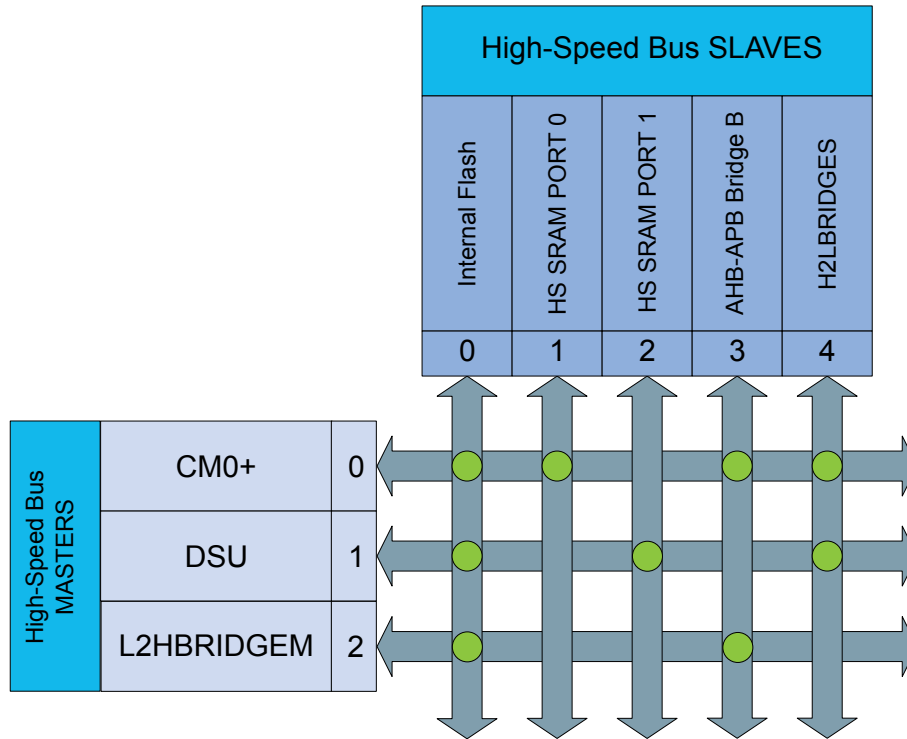 High-Speed Bus SLAVES
Internal Flash
HS SRAM PORT 0
HS SRAM PORT 1
AHB-APB Bridge B
H2LBRIDGES
0 1 2 3 4
High-Speed Bus
MASTERS
CM0+ 0
DSU 1
L2HBRIDGEM 2